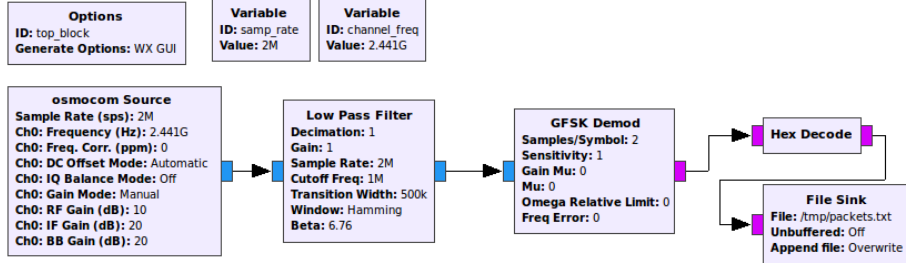 Options
ID: top_block
Generate Options: WX GUI
Variable
ID: samp_rate
Value: 2M
Variable
ID: channel_freq
Value: 2.441G
osmocom Source
Sample Rate (sps): 2M
Ch0: Frequency (Hz): 2.441G
Ch0: Freq. Corr. (ppm): 0
Ch0: DC Offset Mode: Automatic
Ch0: IQ Balance Mode: Off
Ch0: Gain Mode: Manual
Ch0: RF Gain (dB): 10
Ch0: IF Gain (dB): 20
Ch0: BB Gain (dB): 20
Low Pass Filter
Decimation: 1
Gain: 1
Sample Rate: 2M
Cutoff Freq: 1M
Transition Width: 500k
Window: Hamming
Beta: 6.76
GFSK Demod
Samples/Symbol: 2
Sensitivity: 1
Gain Mu: 0
Mu: 0
Omega Relative Limit: 0
Freq Error: 0
Hex Decode
File Sink
File: /tmp/packets.txt
Unbuffered: Off
Append file: Overwrite